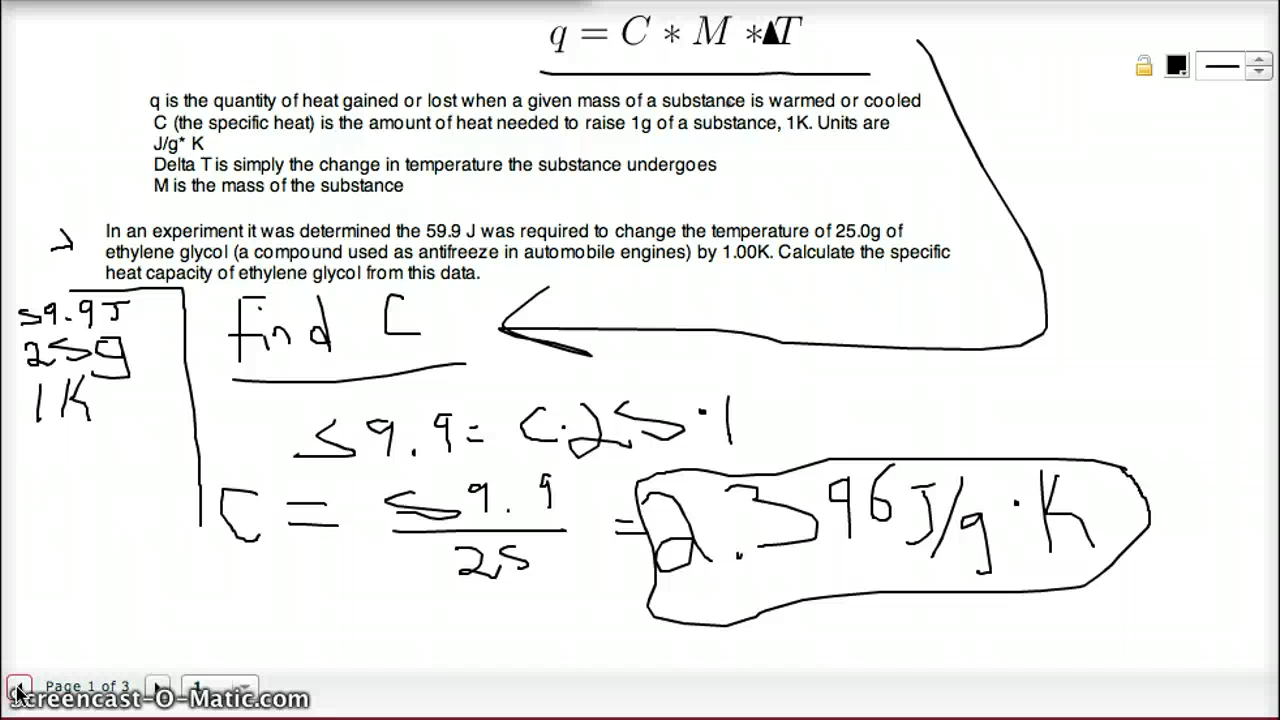 q = C * M * ▲T
q is the quantity of heat gained or lost when a given mass of a substance is warmed or cooled
C (the specific heat) is the amount of heat needed to raise 1g of a substance, 1K. Units are
J/g* K
Delta T is simply the change in temperature the substance undergoes
M is the mass of the substance
In an experiment it was determined the 59.9 J was required to change the temperature of 25.0g of
ethylene glycol (a compound used as antifreeze in automobile engines) by 1.00K. Calculate the specific
heat capacity of ethylene glycol from this data.
59.9J
25g
1K
Find C
59.9 = C.25·1
C = 59.9
25
= 2.396 J/g·K
Page 1 of 3
1
Screencast-O-Matic.com